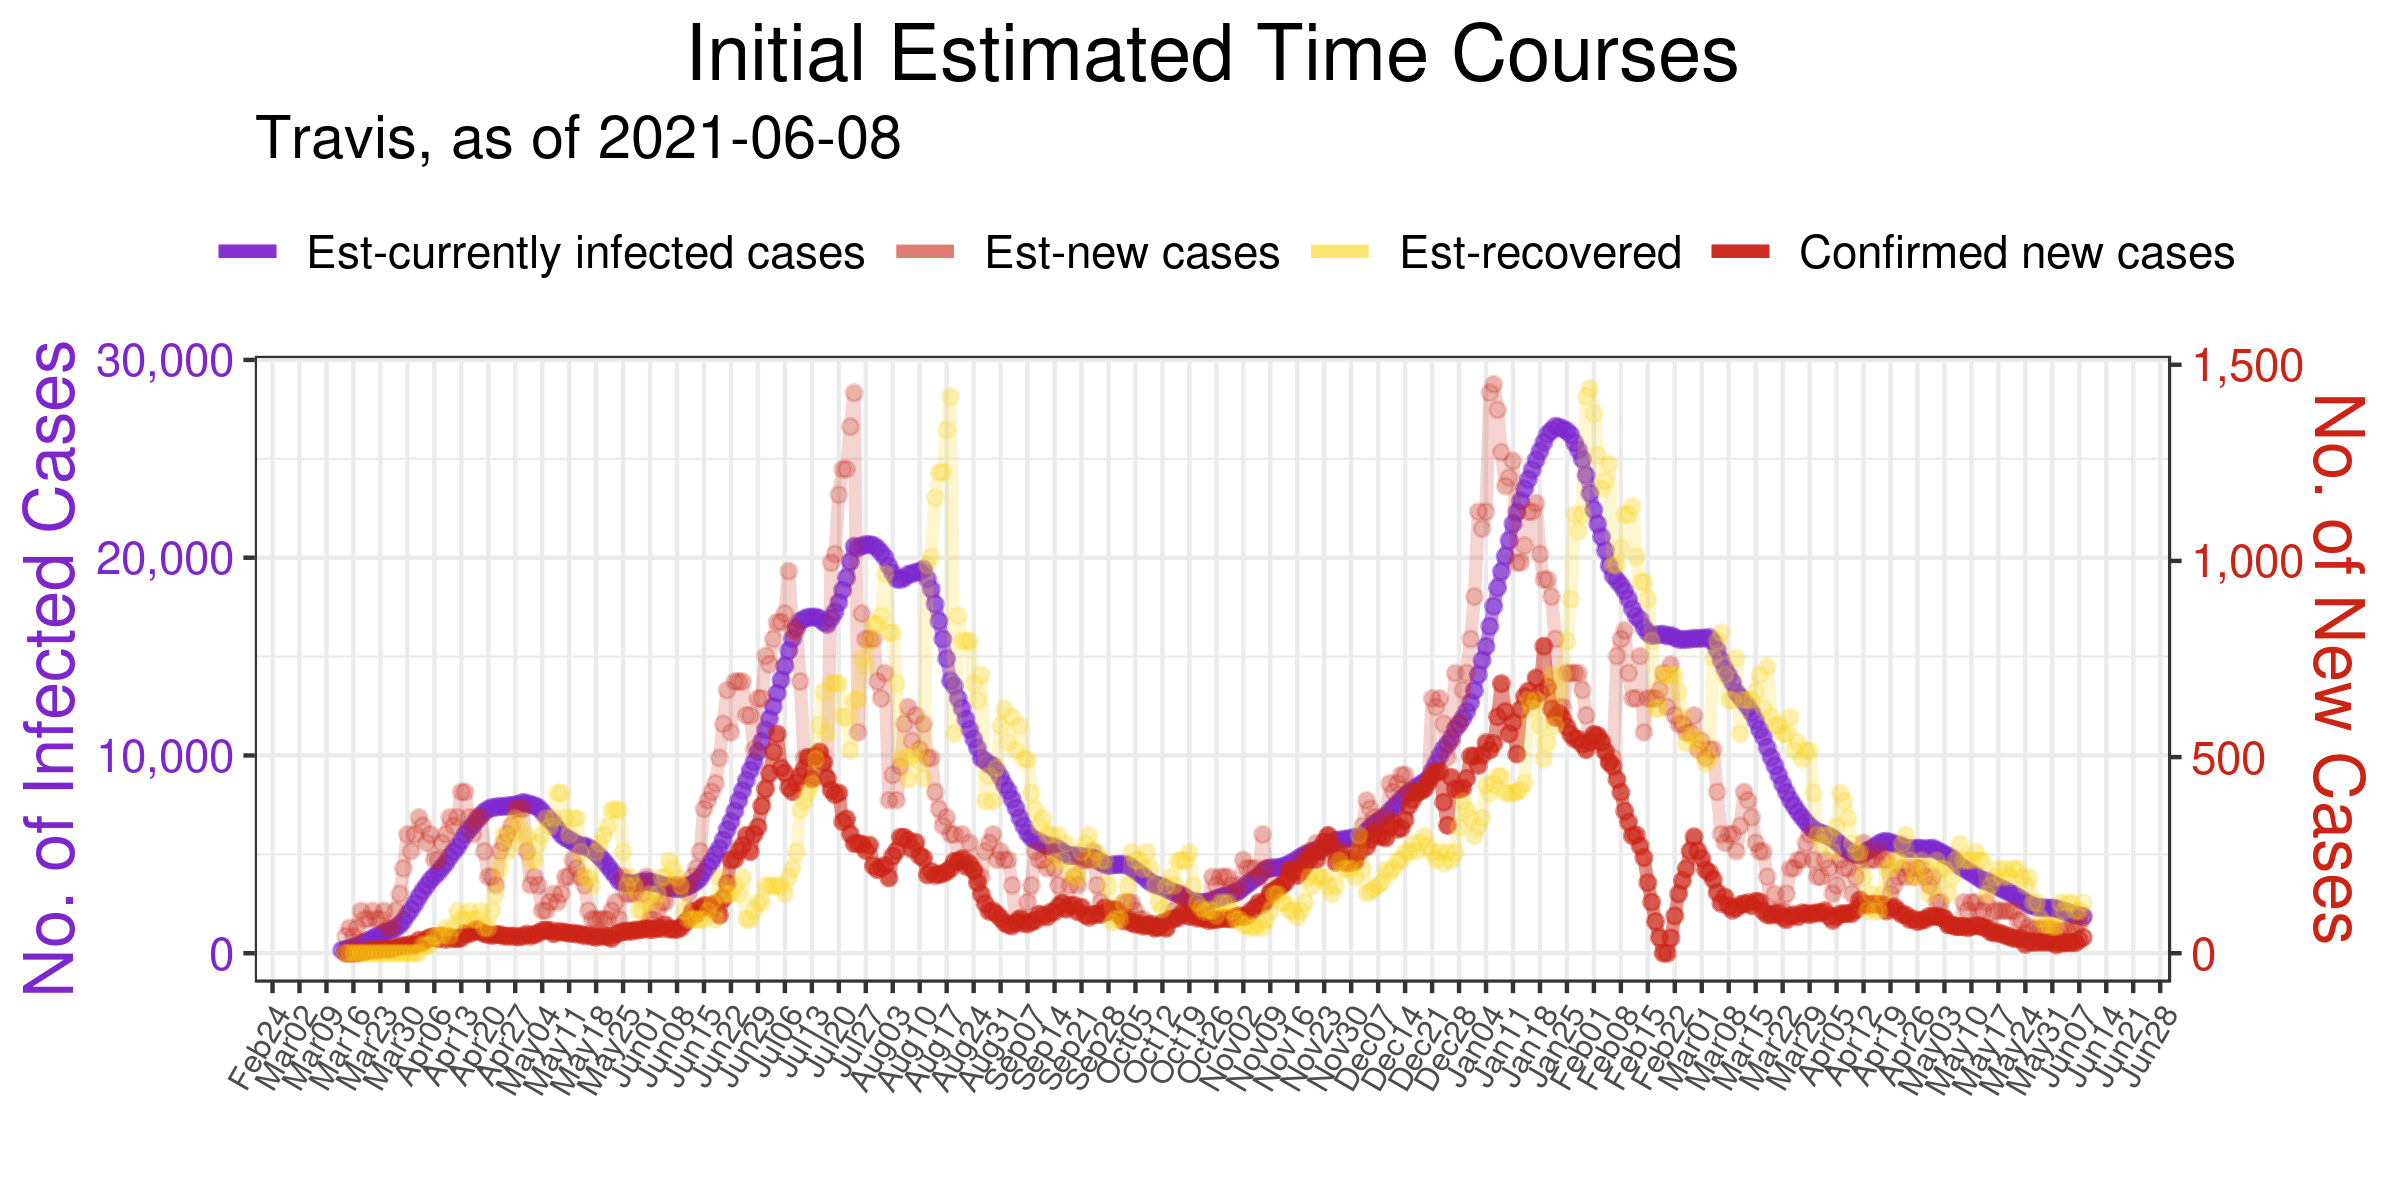 Initial Estimated Time Courses
Travis, as of 2021-06-08
Est-currently infected cases
Est-new cases
Est-recovered
Confirmed new cases
No. of Infected Cases
30,000
20,000
10,000
0
1,500
1,000
500
0
No. of New Cases
Feb24
Mar02
Mar09
Mar16
Mar23
Mar30
Apr06
Apr13
Apr20
Apr27
May04
May11
May18
May25
Jun01
Jun08
Jun15
Jun22
Jun29
Jul06
Jul13
Jul20
Jul27
Aug03
Aug10
Aug17
Aug24
Aug31
Sep07
Sep14
Sep21
Sep28
Oct05
Oct12
Oct19
Oct26
Nov02
Nov09
Nov16
Nov23
Nov30
Dec07
Dec14
Dec21
Dec28
Jan04
Jan11
Jan18
Jan25
Feb01
Feb08
Feb15
Feb22
Mar01
Mar08
Mar15
Mar22
Mar29
Apr05
Apr12
Apr19
Apr26
May03
May10
May17
May24
May31
Jun07
Jun14
Jun21
Jun28